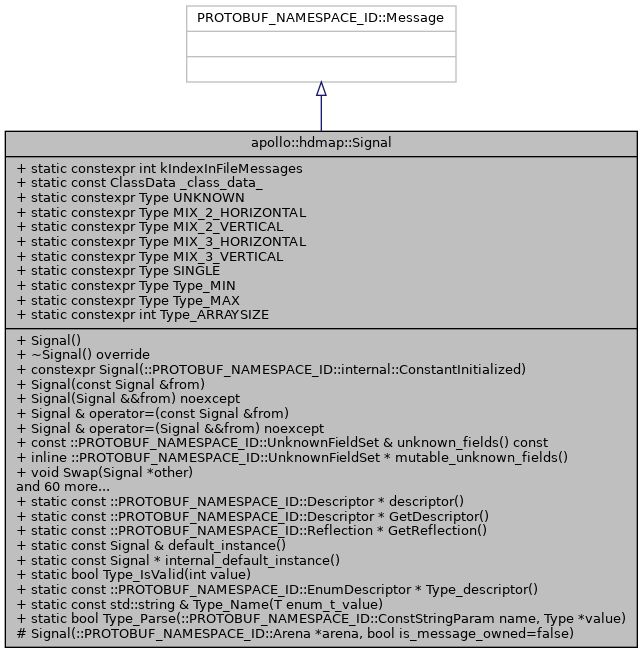 PROTOBUF_NAMESPACE_ID::Message
apollo::hdmap::Signal
+ static constexpr int kIndexInFileMessages
+ static const ClassData _class_data_
+ static constexpr Type UNKNOWN
+ static constexpr Type MIX_2_HORIZONTAL
+ static constexpr Type MIX_2_VERTICAL
+ static constexpr Type MIX_3_HORIZONTAL
+ static constexpr Type MIX_3_VERTICAL
+ static constexpr Type SINGLE
+ static constexpr Type Type_MIN
+ static constexpr Type Type_MAX
+ static constexpr int Type_ARRAYSIZE
+ Signal()
+ ~Signal() override
+ constexpr Signal(::PROTOBUF_NAMESPACE_ID::internal::ConstantInitialized)
+ Signal(const Signal &from)
+ Signal(Signal &&from) noexcept
+ Signal & operator=(const Signal &from)
+ Signal & operator=(Signal &&from) noexcept
+ const ::PROTOBUF_NAMESPACE_ID::UnknownFieldSet & unknown_fields() const
+ inline ::PROTOBUF_NAMESPACE_ID::UnknownFieldSet * mutable_unknown_fields()
+ void Swap(Signal *other)
and 60 more...
+ static const ::PROTOBUF_NAMESPACE_ID::Descriptor * descriptor()
+ static const ::PROTOBUF_NAMESPACE_ID::Descriptor * GetDescriptor()
+ static const ::PROTOBUF_NAMESPACE_ID::Reflection * GetReflection()
+ static const Signal & default_instance()
+ static const Signal * internal_default_instance()
+ static bool Type_IsValid(int value)
+ static const ::PROTOBUF_NAMESPACE_ID::EnumDescriptor * Type_descriptor()
+ static const std::string & Type_Name(T enum_t_value)
+ static bool Type_Parse(::PROTOBUF_NAMESPACE_ID::ConstStringParam name, Type *value)
# Signal(::PROTOBUF_NAMESPACE_ID::Arena *arena, bool is_message_owned=false)